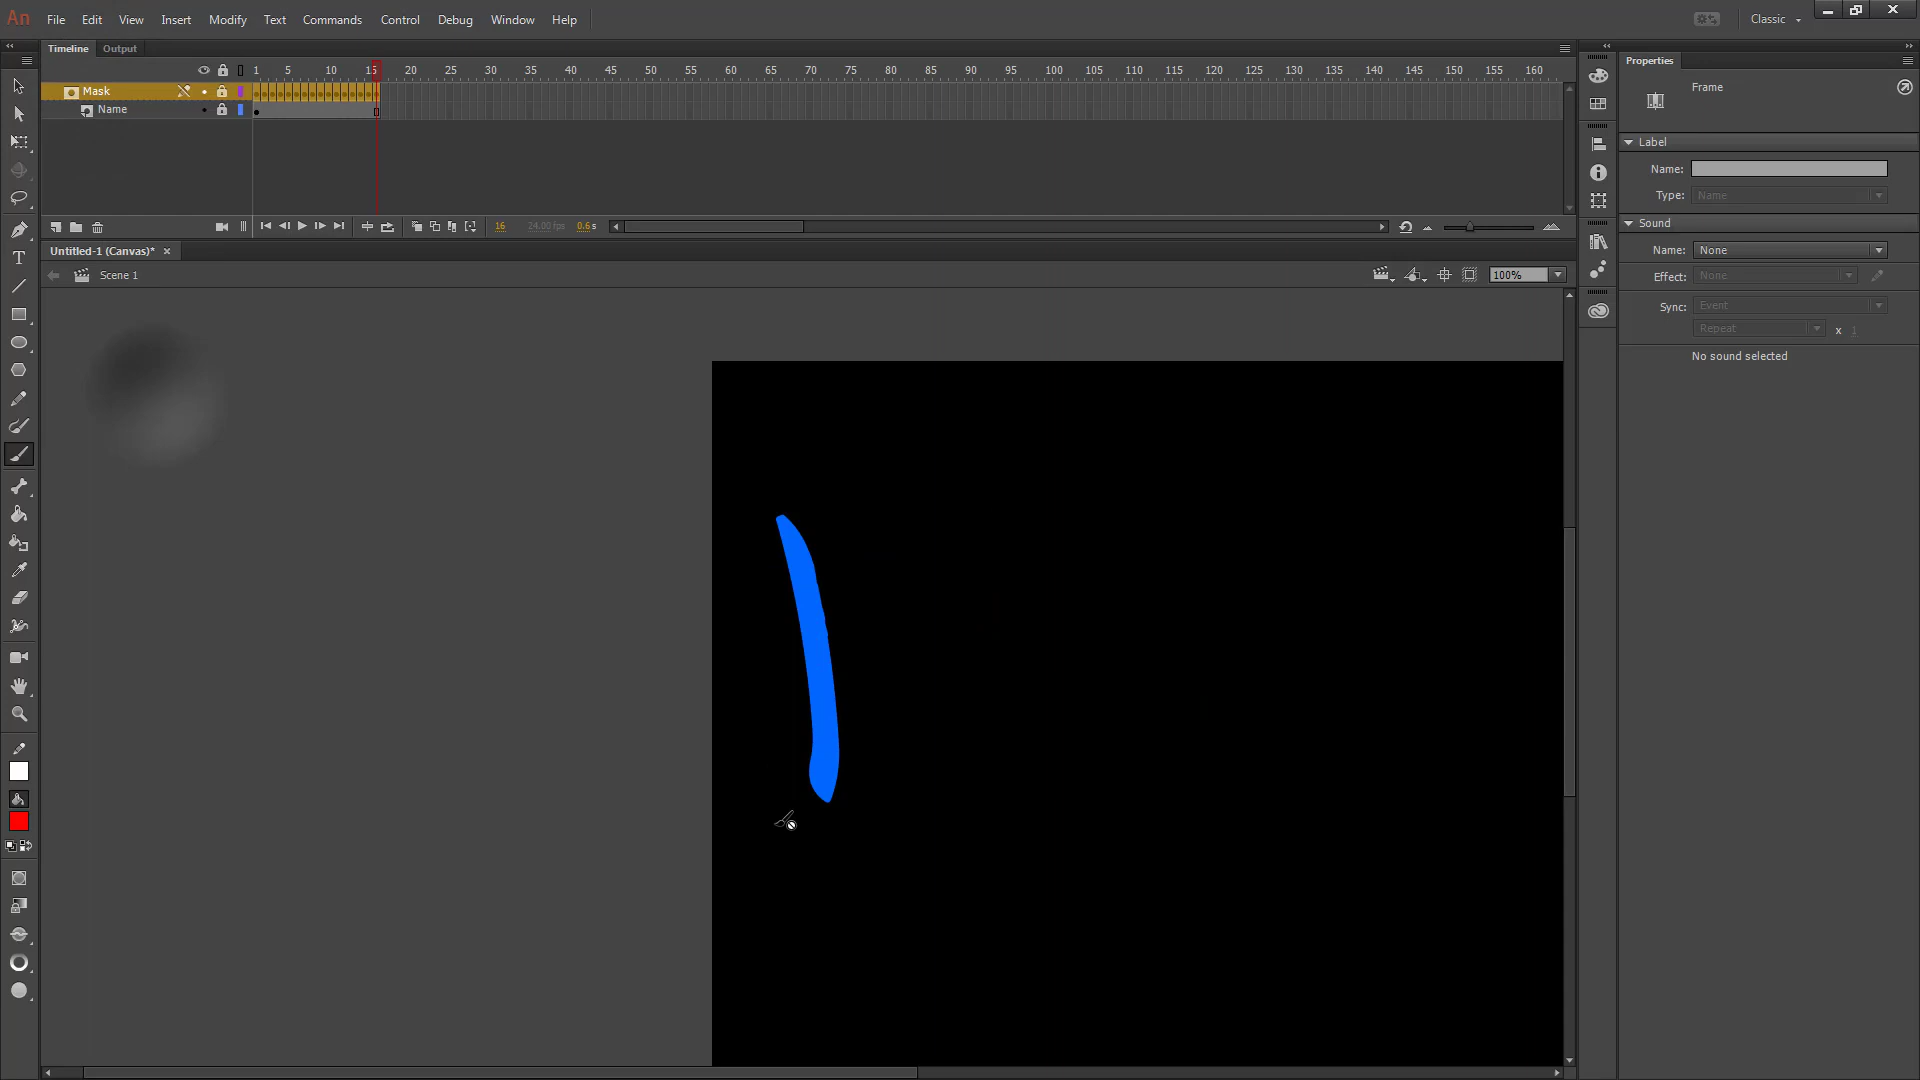 An File Edit View Insert Modify Text Commands Control Debug Window Help Classic
Timeline Output
1 5 10 15 20 25 30 35 40 45 50 55 60 65 70 75 80 85 90 95 100 105 110 115 120 125 130 135 140 145 150 155 160
Mask
Name
16 24.00 fps 0.6 s
Untitled-1 (Canvas)*
Scene 1
100%
Properties
Frame
Label
Name:
Type: Name
Sound
Name: None
Effect: None
Sync: Event
Repeat x 1
No sound selected
T